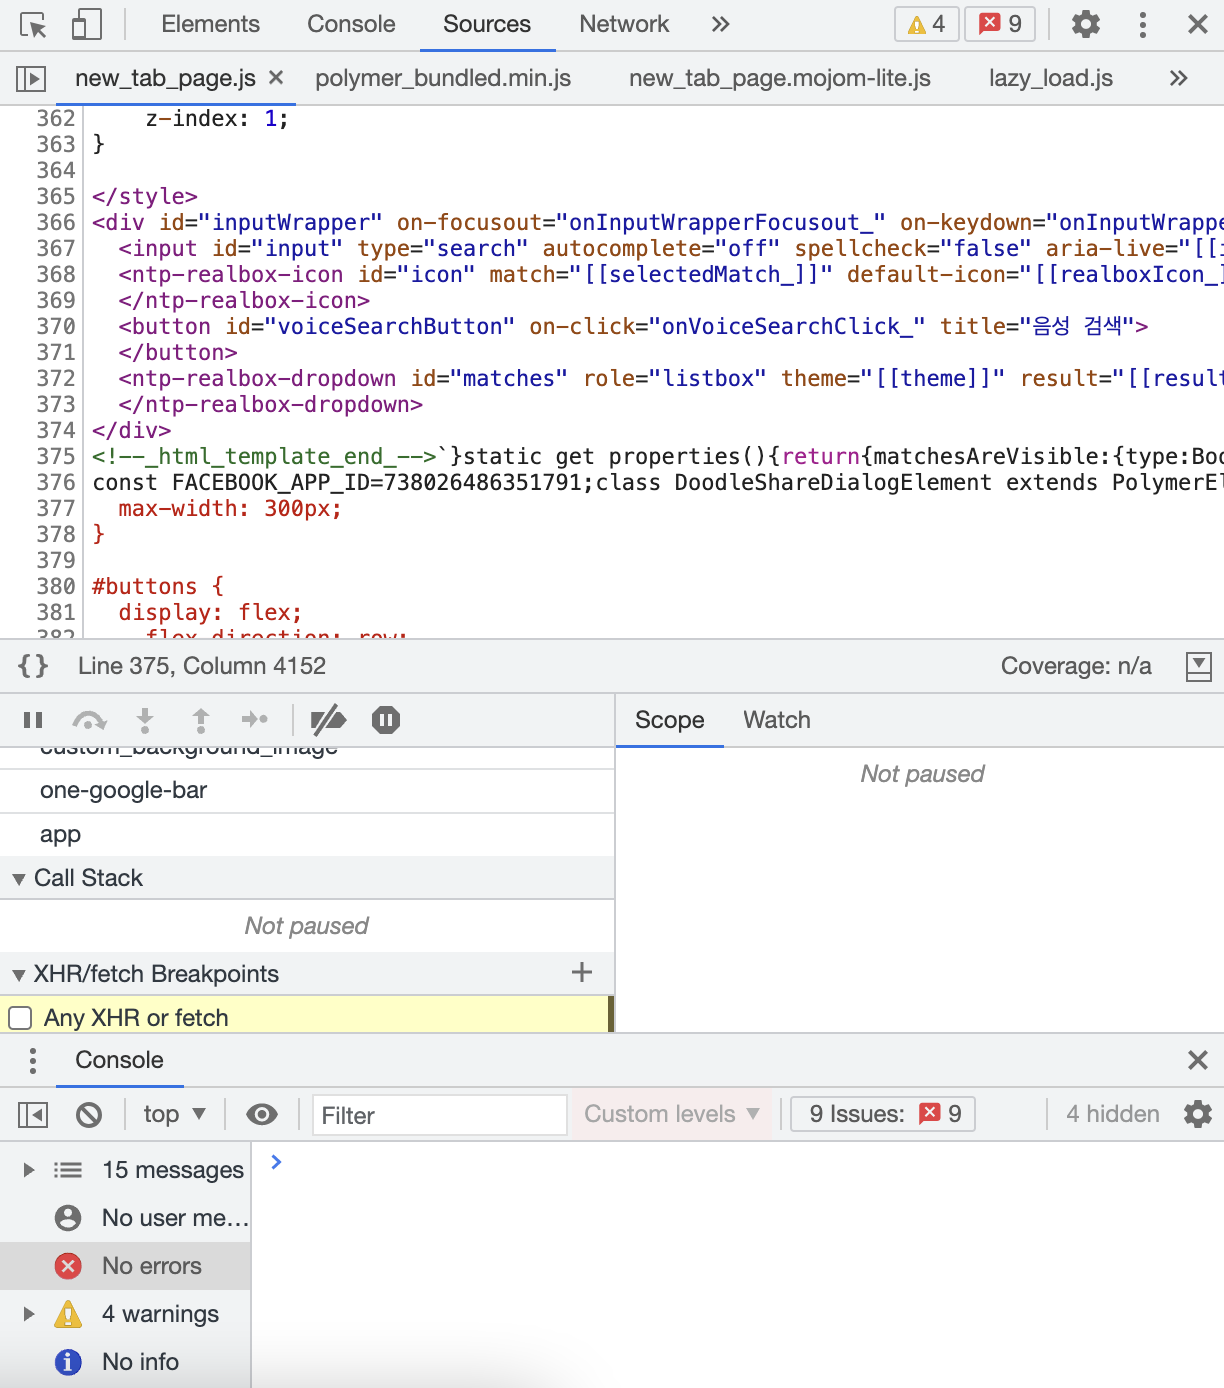 Elements Console Sources Network » 4 9
new_tab_page.js × polymer_bundled.min.js new_tab_page.mojom-lite.js lazy_load.js »
362     z-index: 1;
363 }
364
365 </style>
366 <div id="inputWrapper" on-focusout="onInputWrapperFocusout_" on-keydown="onInputWrappe
367   <input id="input" type="search" autocomplete="off" spellcheck="false" aria-live="[[
368   <ntp-realbox-icon id="icon" match="[[selectedMatch_]]" default-icon="[[realboxIcon_]
369   </ntp-realbox-icon>
370   <button id="voiceSearchButton" on-click="onVoiceSearchClick_" title="음성 검색">
371   </button>
372   <ntp-realbox-dropdown id="matches" role="listbox" theme="[[theme]]" result="[[result
373   </ntp-realbox-dropdown>
374 </div>
375 <!--_html_template_end_-->`}static get properties(){return{matchesAreVisible:{type:Boo
376 const FACEBOOK_APP_ID=738026486351791;class DoodleShareDialogElement extends PolymerEl
377   max-width: 300px;
378 }
379
380 #buttons {
381   display: flex;
382     flex-direction: row;
{} Line 375, Column 4152 Coverage: n/a
Scope Watch
custom_background_image
Not paused
one-google-bar
app
Call Stack
Not paused
XHR/fetch Breakpoints +
Any XHR or fetch
Console
top Filter Custom levels 9 Issues: 9 4 hidden
15 messages
No user me...
No errors
4 warnings
No info